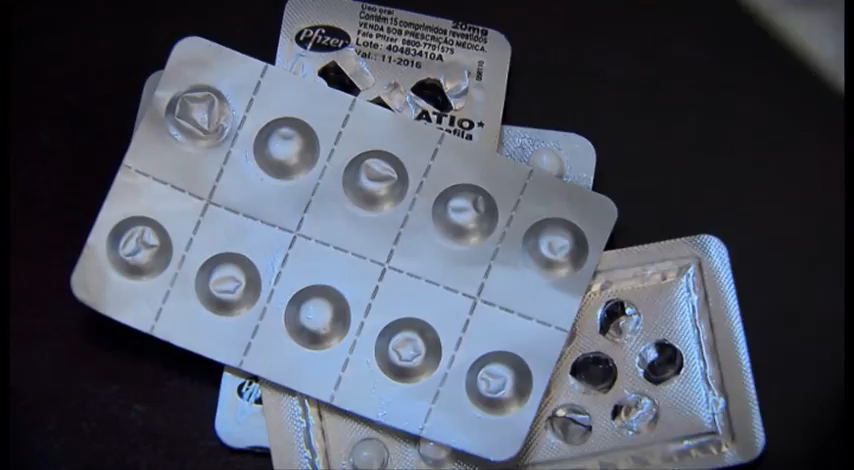 Uso oral
20mg
Contém 15 comprimidos revestidos
VENDA SOB PRESCRIÇÃO MÉDICA.
Pfizer
Fale Pfizer 0800-7701575
Lote: 40483410A
Val.: 11-2016
ATIO*
afila